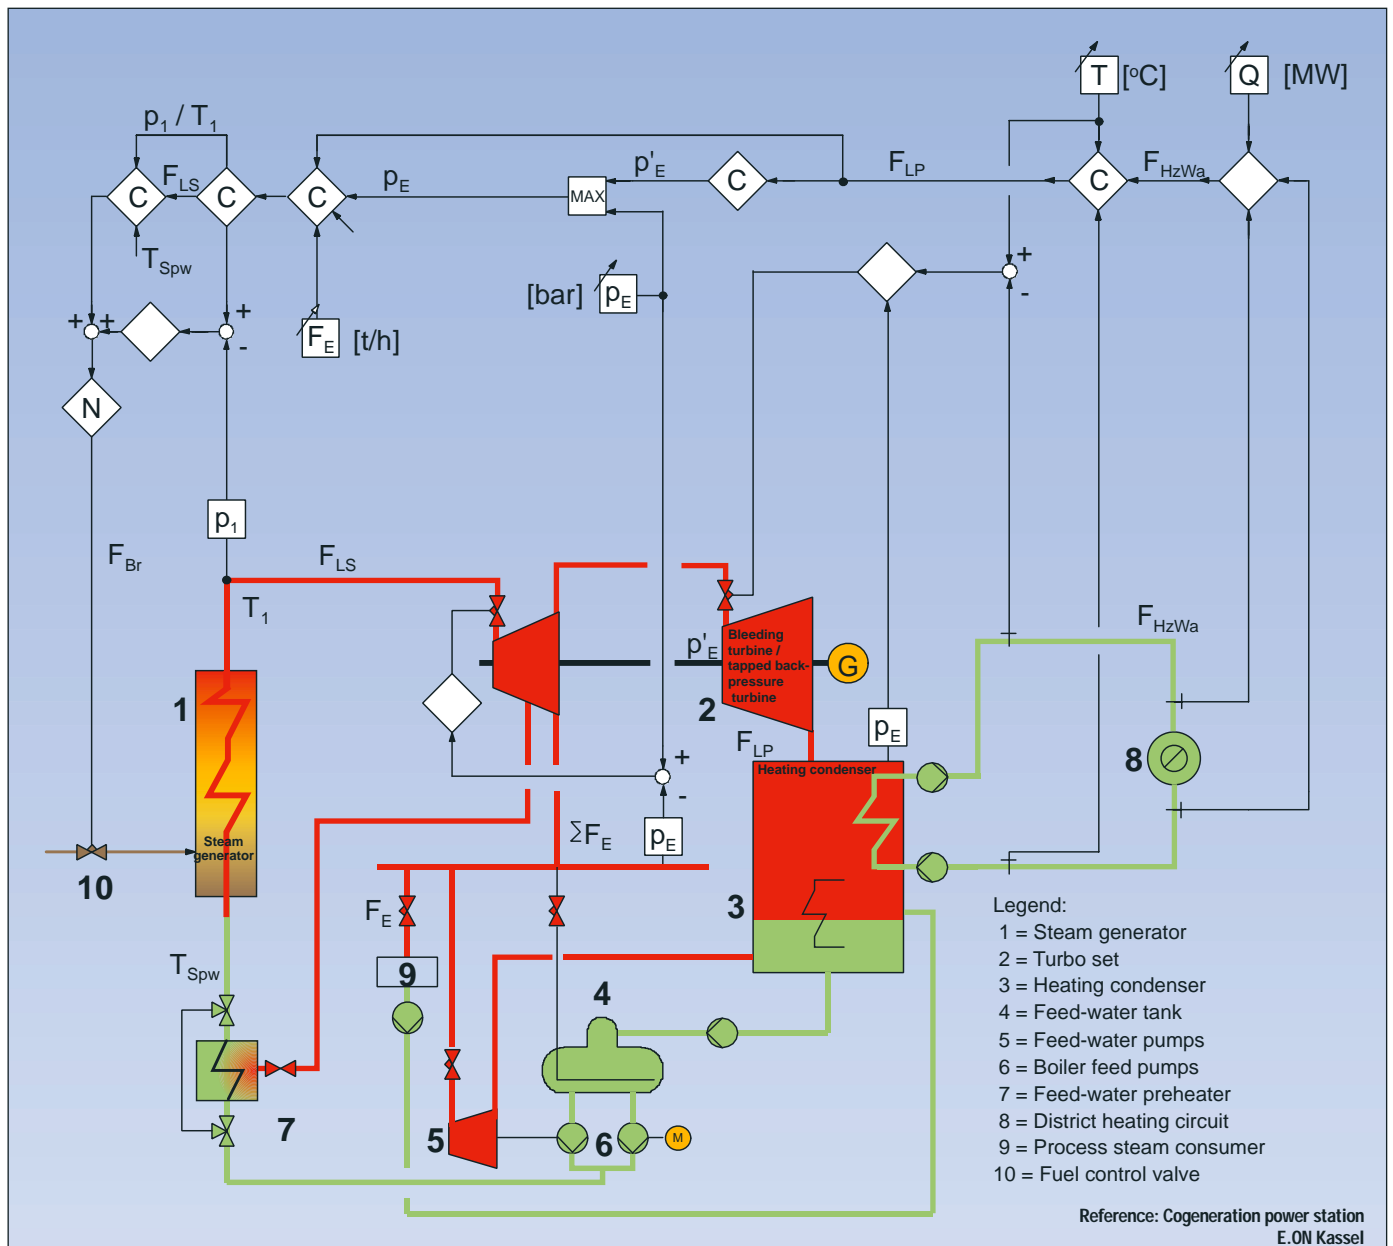 T [°C] Q [MW]
p1 / T1
C FLS C C pE MAX p'E C FLP C FHzWa
TSpw
[bar] pE
+ -
+ + + -
FE [t/h]
N
p1
FBr
FLS
T1
FHzWa
p'E
Bleeding
turbine /
tapped back-
pressure
turbine
G
1
2
pE
FLP
+ -
8
Heating condenser
ΣFE
pE
Steam
generator
10
FE
3
TSpw
9
4
7
5
6
M
Legend:
1 = Steam generator
2 = Turbo set
3 = Heating condenser
4 = Feed-water tank
5 = Feed-water pumps
6 = Boiler feed pumps
7 = Feed-water preheater
8 = District heating circuit
9 = Process steam consumer
10 = Fuel control valve
Reference: Cogeneration power station
E.ON Kassel